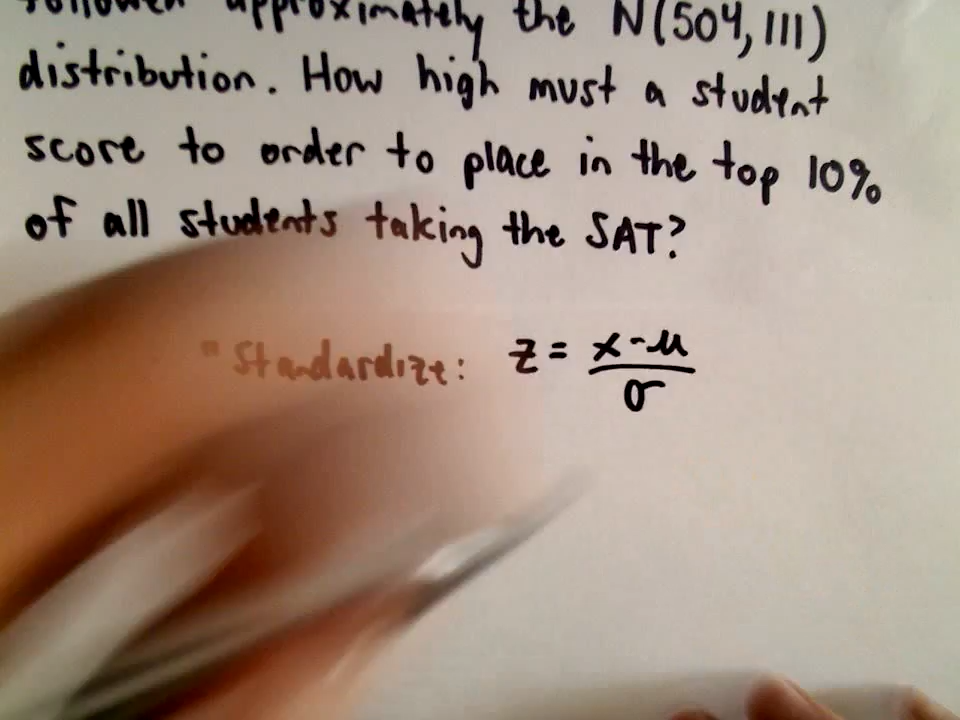 followed approximately the N(504, 111)
distribution. How high must a student
score to order to place in the top 10%
of all students taking the SAT?
" Standardize: z = x-μ / σ